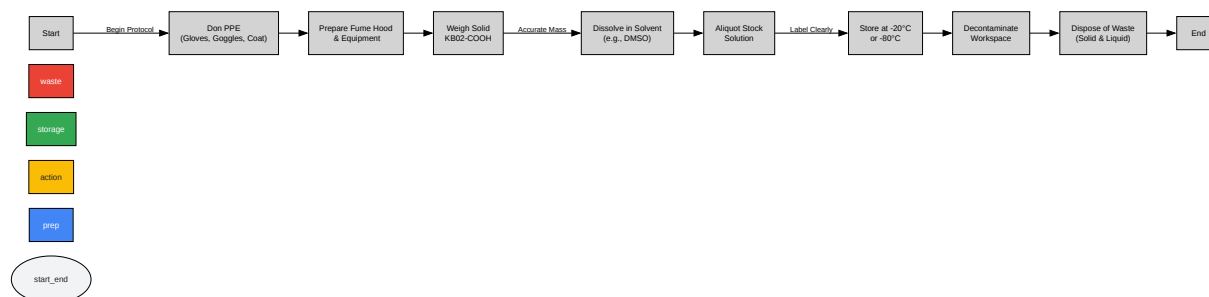 Start
Begin Protocol
Don PPE
(Gloves, Goggles, Coat)
Prepare Fume Hood
& Equipment
Weigh Solid
KB02-COOH
Accurate Mass
Dissolve in Solvent
(e.g., DMSO)
Aliquot Stock
Solution
Label Clearly
Store at -20°C
or -80°C
Decontaminate
Workspace
Dispose of Waste
(Solid & Liquid)
End
waste
storage
action
prep
start_end